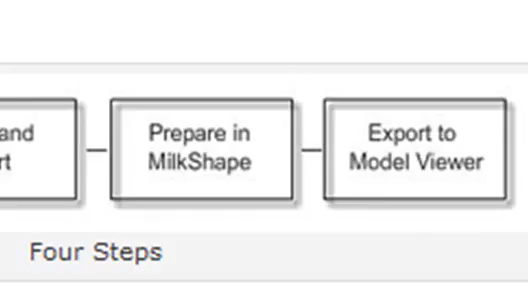 and
rt
Prepare in
MilkShape
Export to
Model Viewer
Four Steps